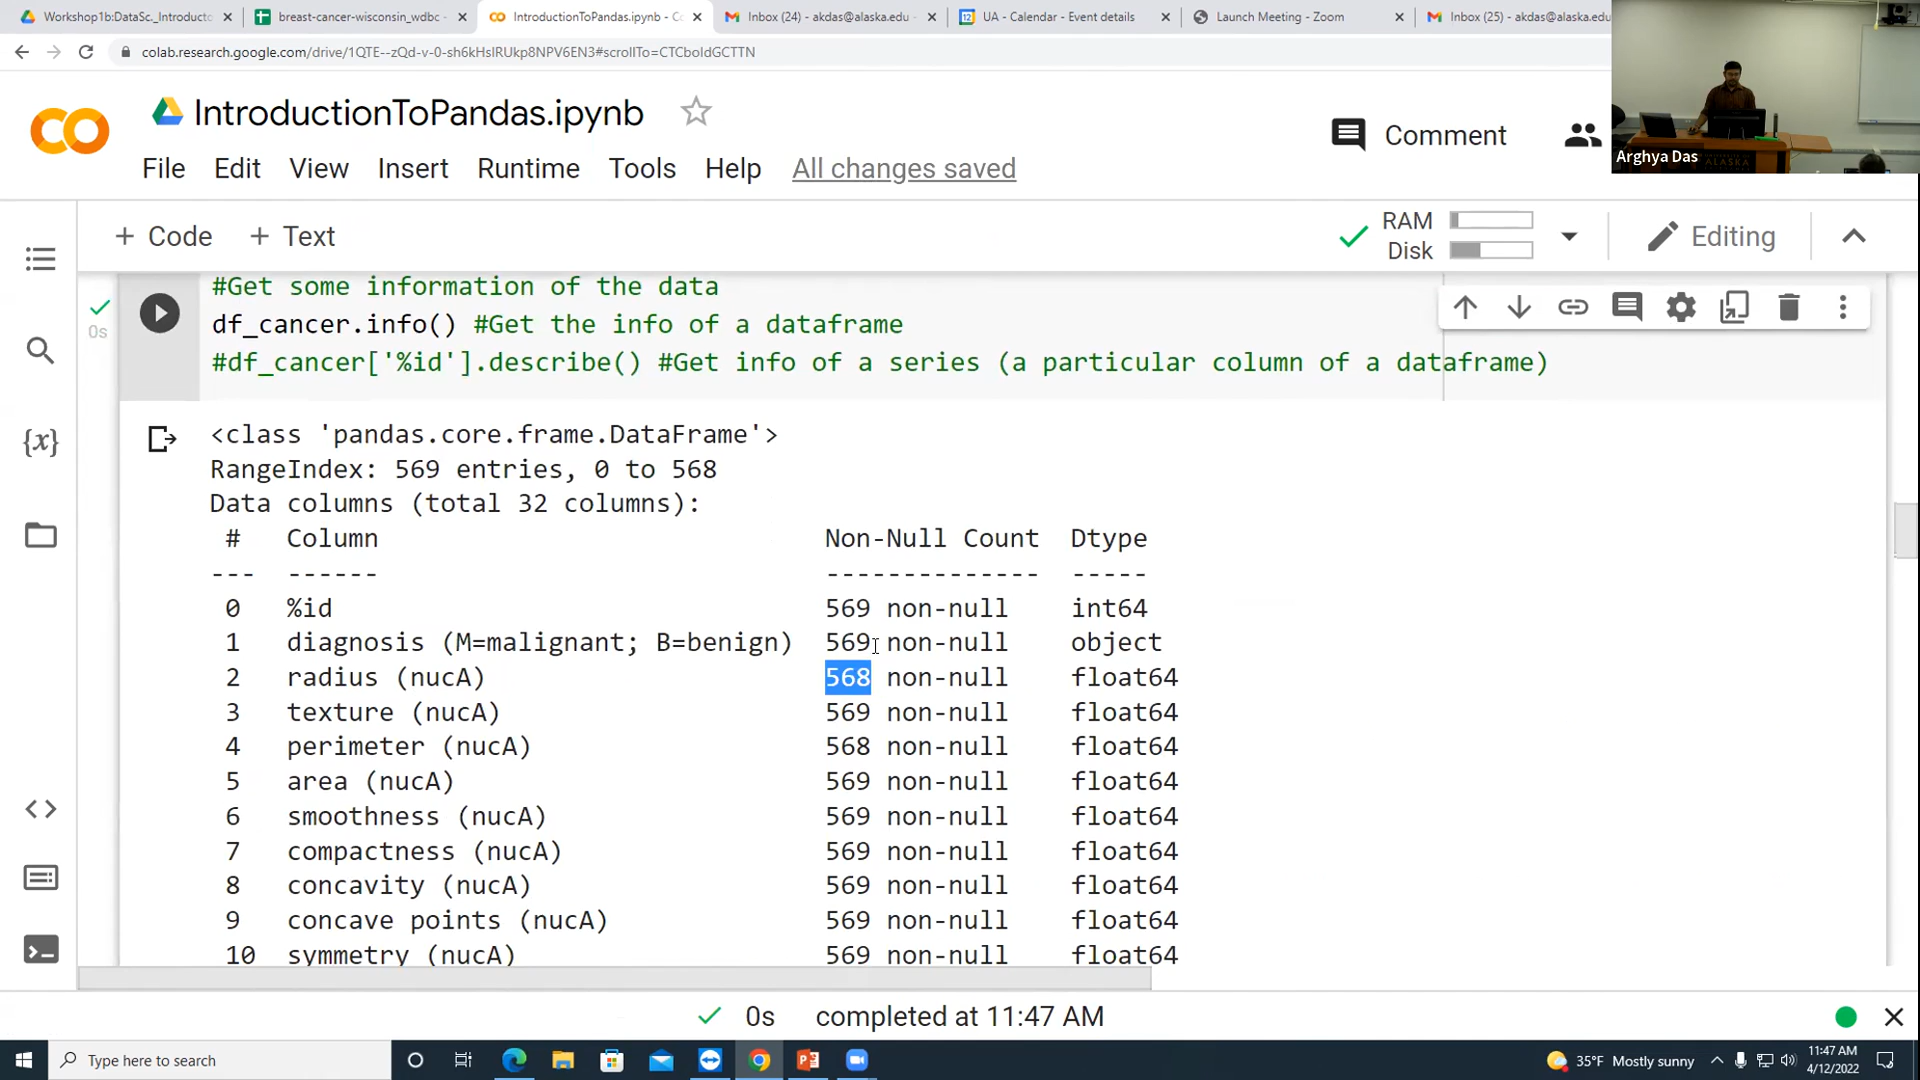 Workshop1b:DataSc._Introducto
breast-cancer-wisconsin_wdbc -
IntroductionToPandas.ipynb - Co
Inbox (24) - akdas@alaska.edu -
UA - Calendar - Event details
Launch Meeting - Zoom
Inbox (25) - akdas@alaska.edu
colab.research.google.com/drive/1QTE--zQd-v-0-sh6kHsIRUkp8NPV6EN3#scrollTo=CTCboIdGCTTN
IntroductionToPandas.ipynb
Comment
Arghya Das
File Edit View Insert Runtime Tools Help All changes saved
+ Code + Text
RAM
Disk
Editing
#Get some information of the data
0s
df_cancer.info() #Get the info of a dataframe
#df_cancer['%id'].describe() #Get info of a series (a particular column of a dataframe)
<class 'pandas.core.frame.DataFrame'>
RangeIndex: 569 entries, 0 to 568
Data columns (total 32 columns):
# Column Non-Null Count Dtype
--- ------ -------------- -----
0 %id 569 non-null int64
1 diagnosis (M=malignant; B=benign) 569 non-null object
2 radius (nucA) 568 non-null float64
3 texture (nucA) 569 non-null float64
4 perimeter (nucA) 568 non-null float64
5 area (nucA) 569 non-null float64
6 smoothness (nucA) 569 non-null float64
7 compactness (nucA) 569 non-null float64
8 concavity (nucA) 569 non-null float64
9 concave points (nucA) 569 non-null float64
10 symmetry (nucA) 569 non-null float64
0s completed at 11:47 AM
Type here to search
35°F Mostly sunny
11:47 AM
4/12/2022